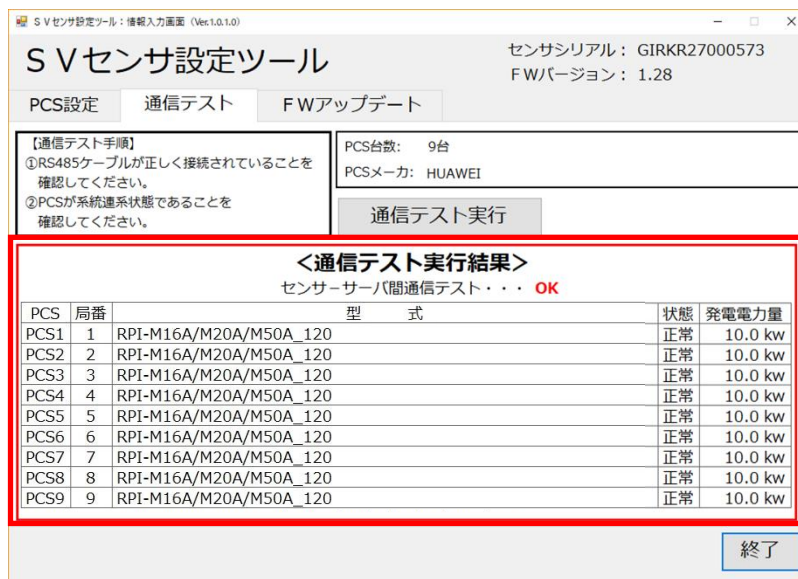 ＳＶセンサ設定ツール：情報入力画面（Ver.1.0.1.0）
ＳＶセンサ設定ツール
センサシリアル： GIRKR27000573
ＦＷバージョン： 1.28
PCS設定 通信テスト ＦＷアップデート
【通信テスト手順】
①RS485ケーブルが正しく接続されていることを
確認してください。
②PCSが系統連系状態であることを
確認してください。
PCS台数: 9台
PCSメーカ: HUAWEI
通信テスト実行
＜通信テスト実行結果＞
センサ－サーバ間通信テスト・・・ OK
PCS 局番 型 式 状態 発電電力量
PCS1 1 RPI-M16A/M20A/M50A_120 正常 10.0 kw
PCS2 2 RPI-M16A/M20A/M50A_120 正常 10.0 kw
PCS3 3 RPI-M16A/M20A/M50A_120 正常 10.0 kw
PCS4 4 RPI-M16A/M20A/M50A_120 正常 10.0 kw
PCS5 5 RPI-M16A/M20A/M50A_120 正常 10.0 kw
PCS6 6 RPI-M16A/M20A/M50A_120 正常 10.0 kw
PCS7 7 RPI-M16A/M20A/M50A_120 正常 10.0 kw
PCS8 8 RPI-M16A/M20A/M50A_120 正常 10.0 kw
PCS9 9 RPI-M16A/M20A/M50A_120 正常 10.0 kw
終了